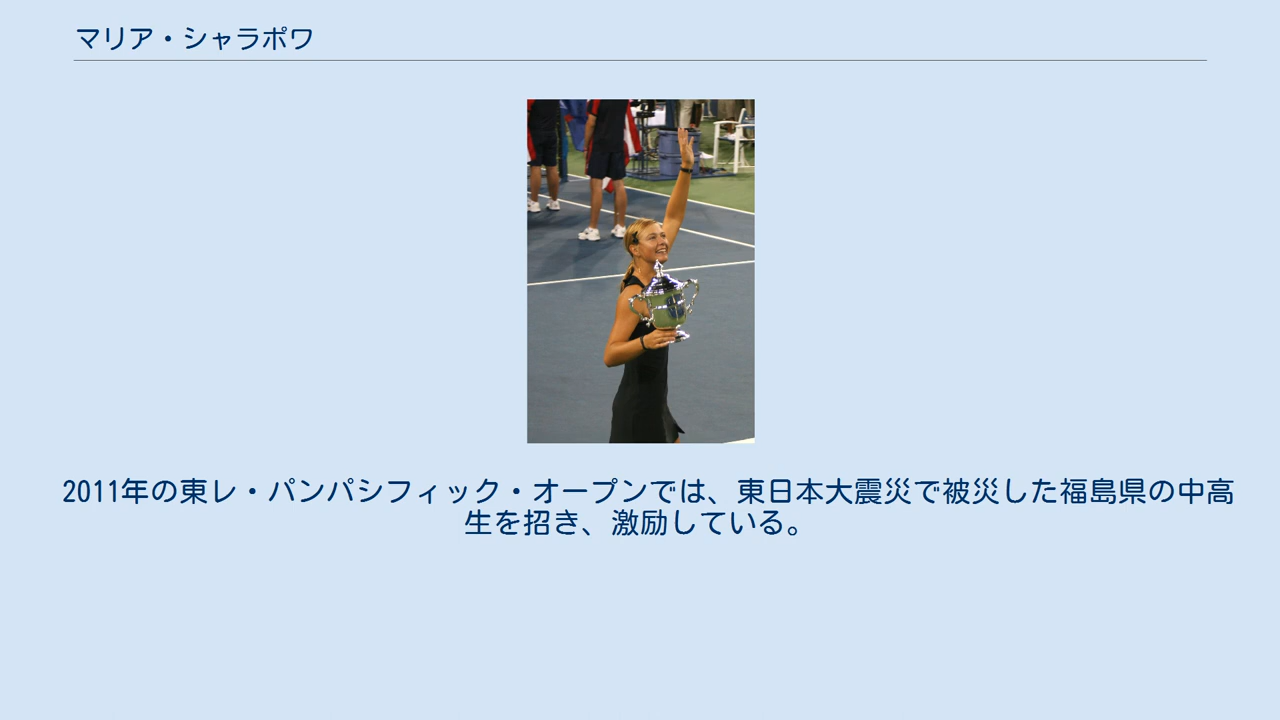 マリア・シャラポワ
2011年の東レ・パンパシフィック・オープンでは、東日本大震災で被災した福島県の中高
生を招き、激励している。